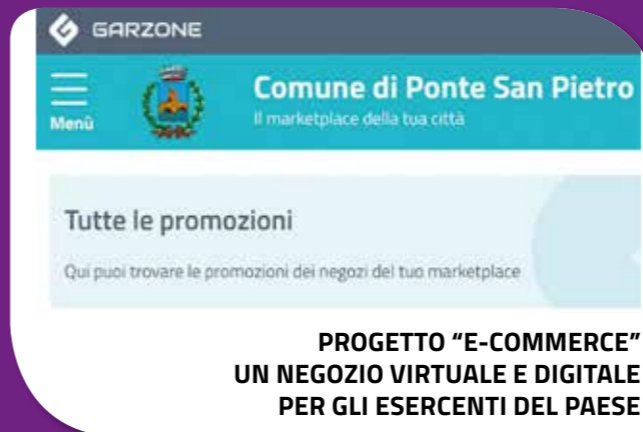 GARZONE
Menù
Comune di Ponte San Pietro
Il marketplace della tua città
Tutte le promozioni
Qui puoi trovare le promozioni dei negozi del tuo marketplace
PROGETTO “E-COMMERCE”
UN NEGOZIO VIRTUALE E DIGITALE
PER GLI ESERCENTI DEL PAESE